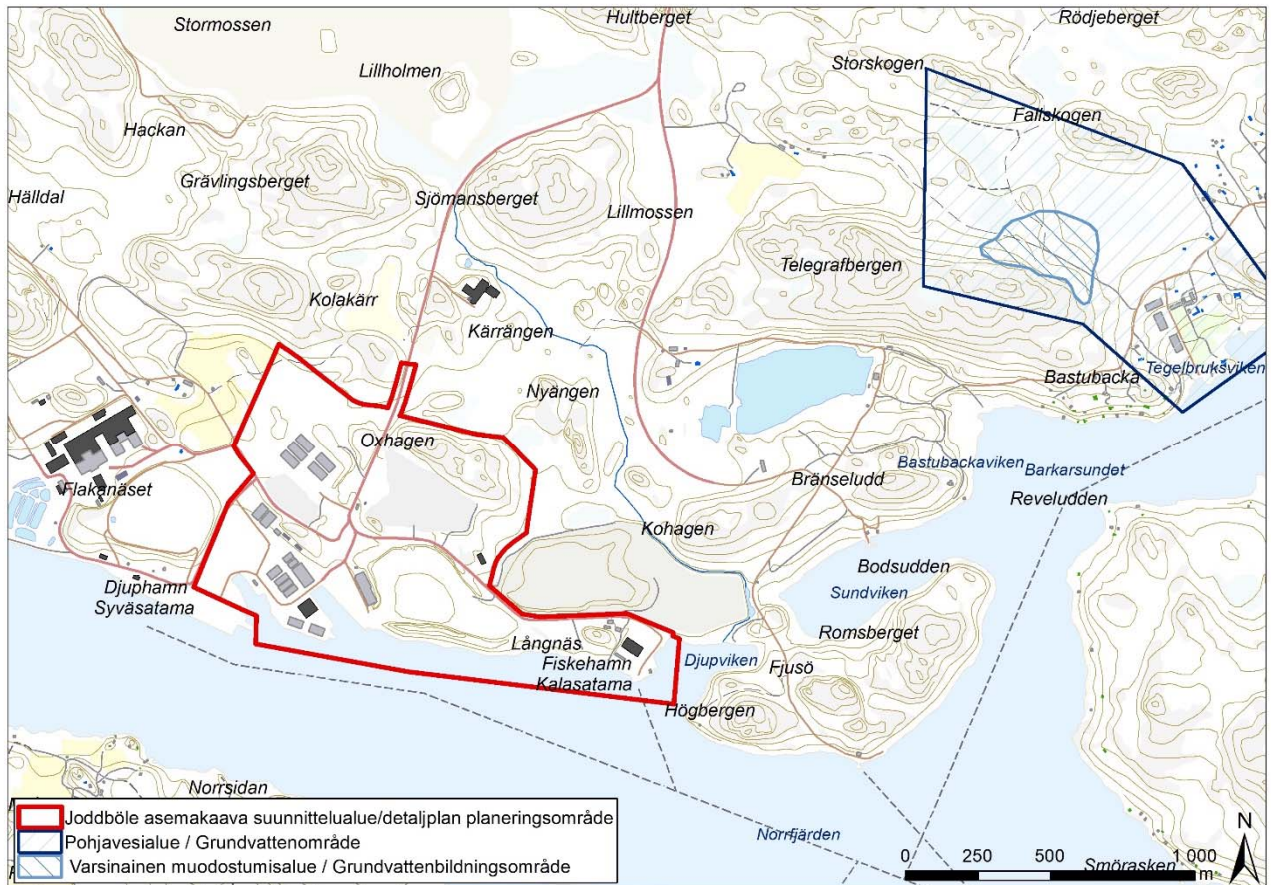 Hultberget
Rödjeberget
Stormossen
Storskogen
Lillholmen
Fallskogen
Hackan
Grävlingsberget
Hälldal
Sjömansberget
Lillmossen
Telegrafbergen
Kolakärr
Kärrängen
Tegelbruksviken
Bastubacka
Nyängen
Oxhagen
Bastubackaviken
Barkarsundet
Bränseludd
Flakanäset
Reveludden
Kohagen
Bodsudden
Djuphamn
Syväsatama
Sundviken
Romsberget
Långnäs
Fiskehamn
Kalasatama
Djupviken
Fjusö
Högbergen
Norrsidan
Joddböle asemakaava suunnittelualue/detaljplan planeringsområde
Pohjavesialue / Grundvattenområde
Varsinainen muodostumisalue / Grundvattenbildningsområde
Norrfjärden
N
0 250 500 1 000
m
Smörasken